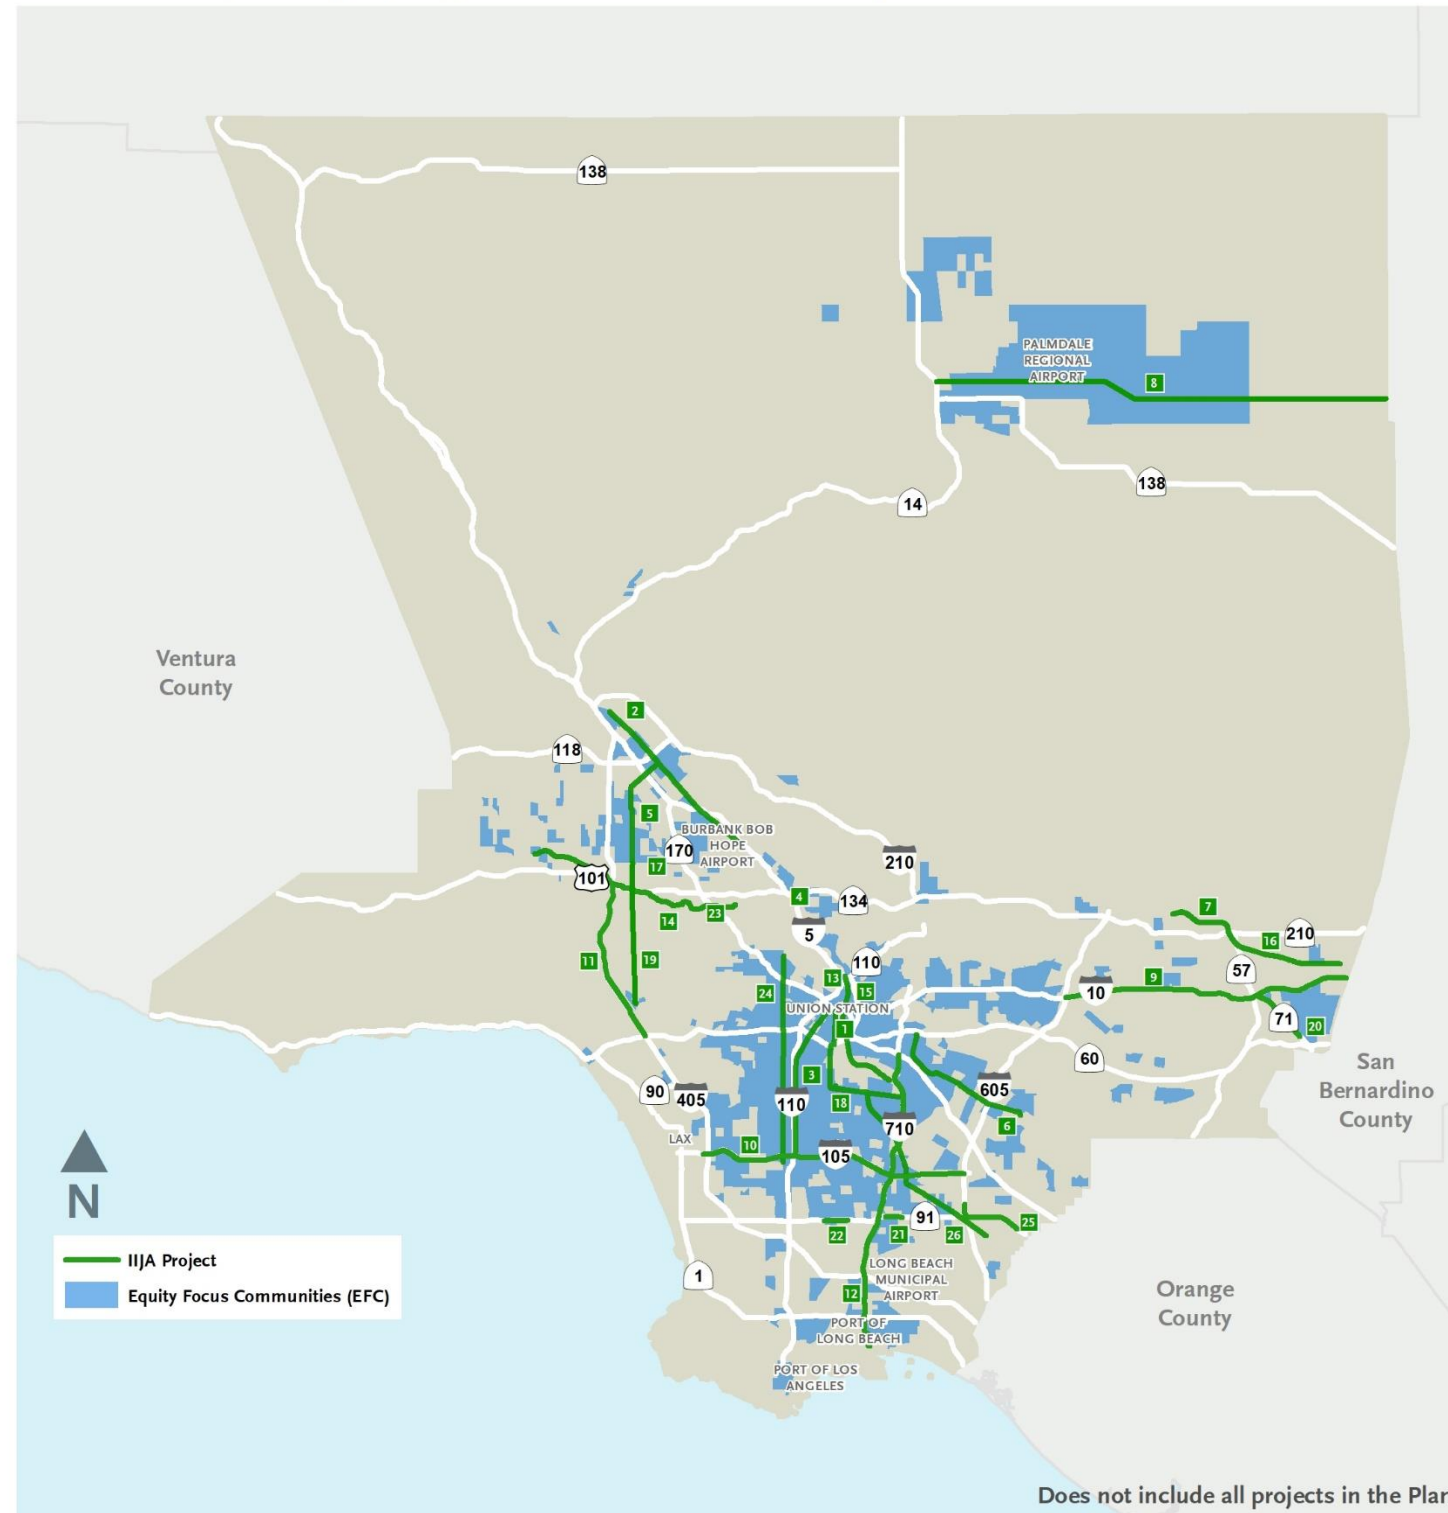 138
PALMDALE
REGIONAL
AIRPORT
8
138
14
Ventura
County
2
118
5
BURBANK BOB
HOPE
AIRPORT
170
17
101
210
4
134
14
23
5
7
16
210
110
11
19
13
15
24
57
9
10
UNION STATION
71
20
1
60
San
Bernardino
County
3
90
405
110
18
605
6
710
LAX
10
105
N
91
22
21
26
25
IIJA Project
Equity Focus Communities (EFC)
1
LONG BEACH
MUNICIPAL
AIRPORT
12
Orange
County
PORT OF
LONG BEACH
PORT OF LOS
ANGELES
Does not include all projects in the Plan